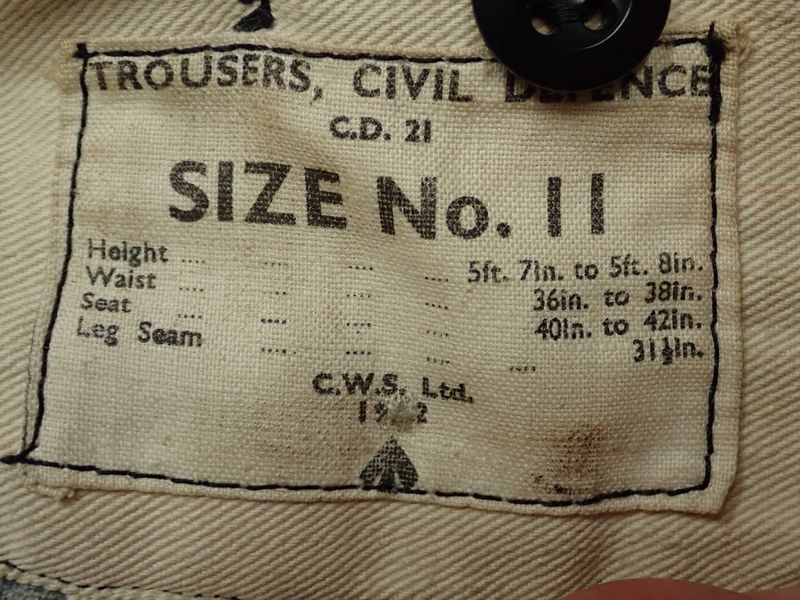 TROUSERS, CIVIL DEFENCE
C.D. 21
SIZE No. 11
Height .... .... .... .... 5ft. 7in. to 5ft. 8in.
Waist .... .... .... .... 36in. to 38in.
Seat .... .... .... .... 40in. to 42in.
Leg Seam .... .... .... .... 31½in.
C.W.S. Ltd.